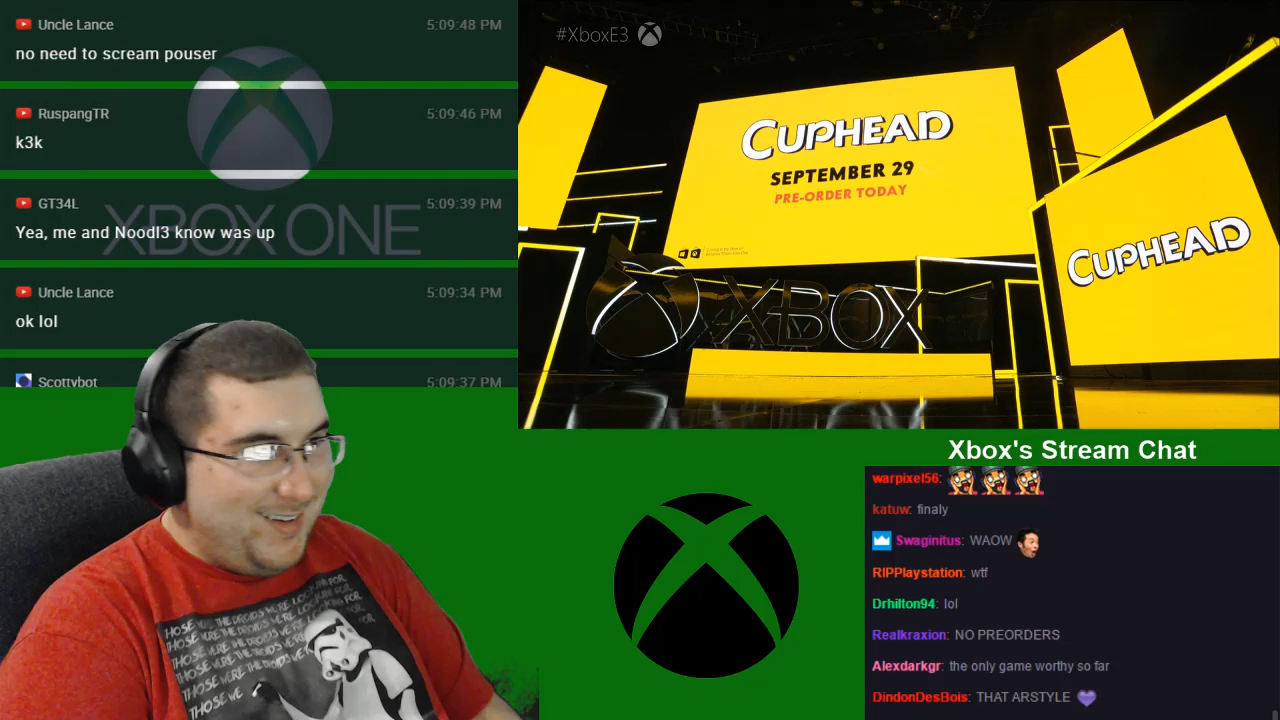 Uncle Lance 5:09:48 PM
no need to scream pouser
RuspangTR 5:09:46 PM
k3k
GT34L 5:09:39 PM
Yea, me and Noodl3 know was up
XBOX ONE
Uncle Lance 5:09:34 PM
ok lol
Scottybot 5:09:37 PM
#XboxE3
CUPHEAD
SEPTEMBER 29
PRE-ORDER TODAY
CUPHEAD
XBOX
Xbox's Stream Chat
warpixel56:
katuw: finaly
Swaginitus: WAOW
RIPPlaystation: wtf
Drhilton94: lol
Realkraxion: NO PREORDERS
Alexdarkgr: the only game worthy so far
DindonDesBois: THAT ARSTYLE